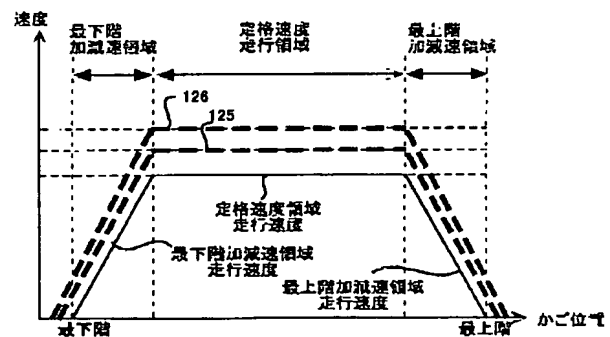 速度
最下階
加減速領域
定格速度
走行領域
最上階
加減速領域
126
125
定格速度領域
走行速度
最下階加減速領域
走行速度
最上階加減速領域
走行速度
最下階
最上階
かご位置